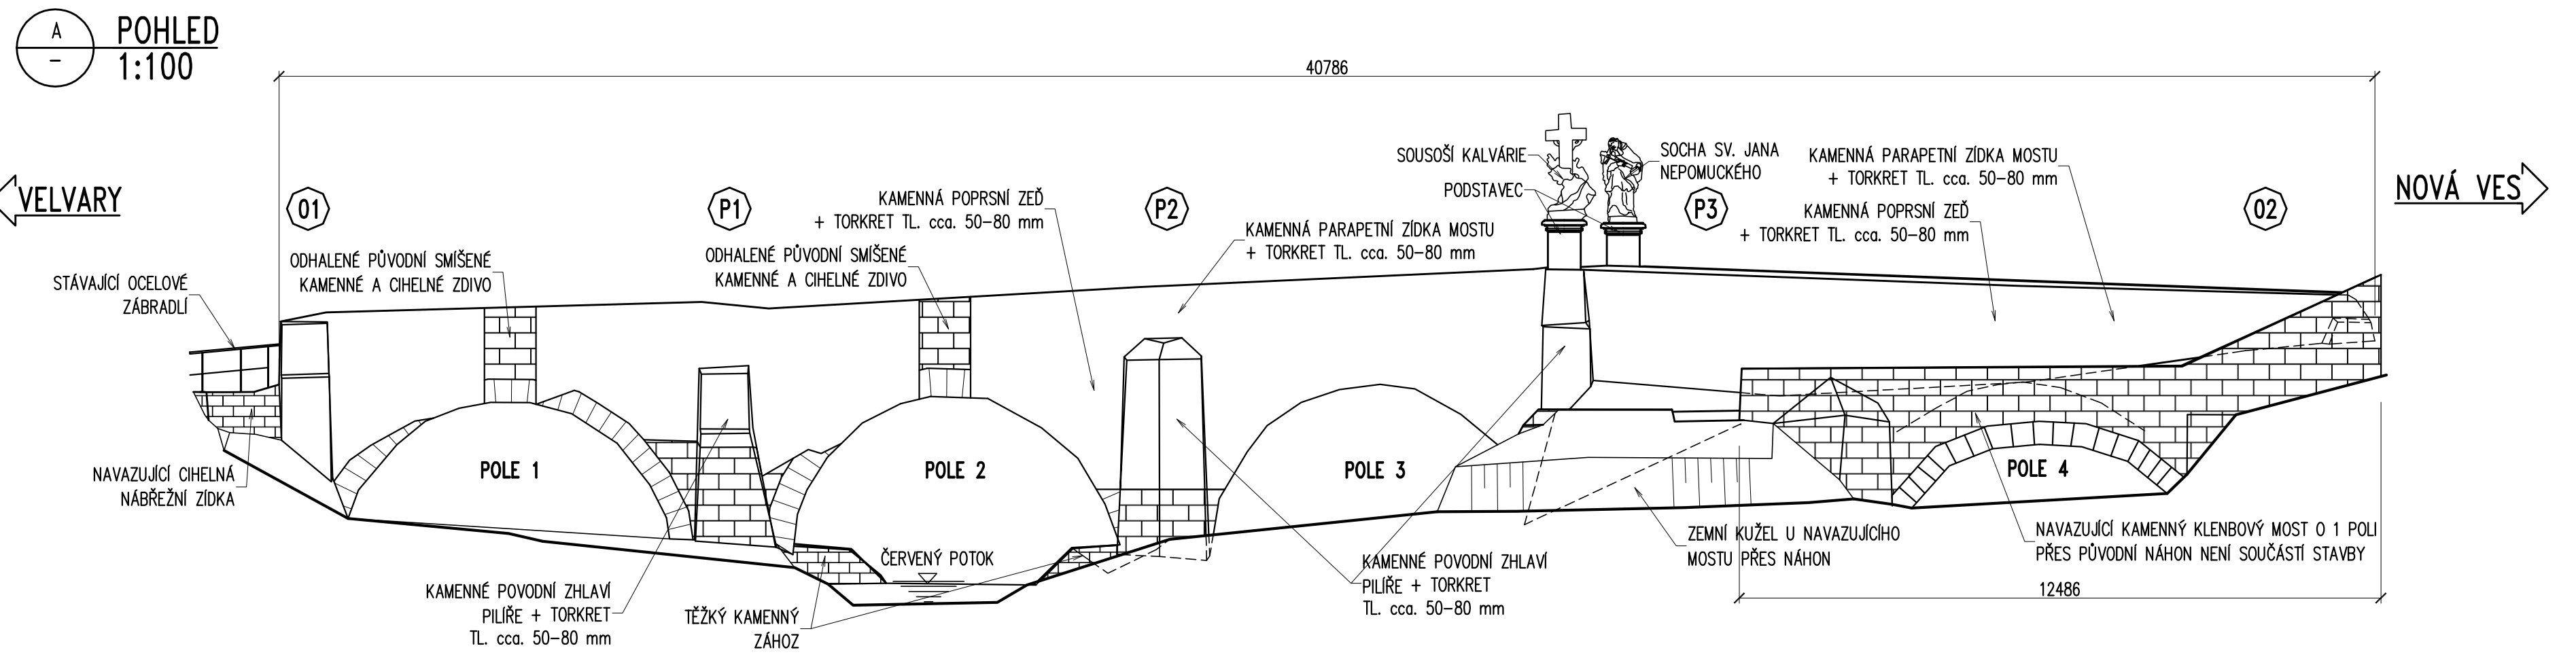 A
–
POHLED
1:100
40786
VELVARY
NOVÁ VES
O1
P1
P2
P3
O2
SOUSOŠÍ KALVÁRIE
PODSTAVEC
SOCHA SV. JANA
NEPOMUCKÉHO
KAMENNÁ PARAPETNÍ ZÍDKA MOSTU
+ TORKRET TL. cca. 50-80 mm
KAMENNÁ POPRSNÍ ZEĎ
+ TORKRET TL. cca. 50-80 mm
KAMENNÁ POPRSNÍ ZEĎ
+ TORKRET TL. cca. 50-80 mm
KAMENNÁ PARAPETNÍ ZÍDKA MOSTU
+ TORKRET TL. cca. 50-80 mm
ODHALENÉ PŮVODNÍ SMÍŠENÉ
KAMENNÉ A CIHELNÉ ZDIVO
ODHALENÉ PŮVODNÍ SMÍŠENÉ
KAMENNÉ A CIHELNÉ ZDIVO
STÁVAJÍCÍ OCELOVÉ
ZÁBRADLÍ
NAVAZUJÍCÍ CIHELNÁ
NÁBŘEŽNÍ ZÍDKA
POLE 1
POLE 2
POLE 3
POLE 4
ČERVENÝ POTOK
KAMENNÉ POVODNÍ ZHLAVÍ
PILÍŘE + TORKRET
TL. cca. 50-80 mm
TĚŽKÝ KAMENNÝ
ZÁHOZ
KAMENNÉ POVODNÍ ZHLAVÍ
PILÍŘE + TORKRET
TL. cca. 50-80 mm
ZEMNÍ KUŽEL U NAVAZUJÍCÍHO
MOSTU PŘES NÁHON
NAVAZUJÍCÍ KAMENNÝ KLENBOVÝ MOST O 1 POLI
PŘES PŮVODNÍ NÁHON NENÍ SOUČÁSTÍ STAVBY
12486